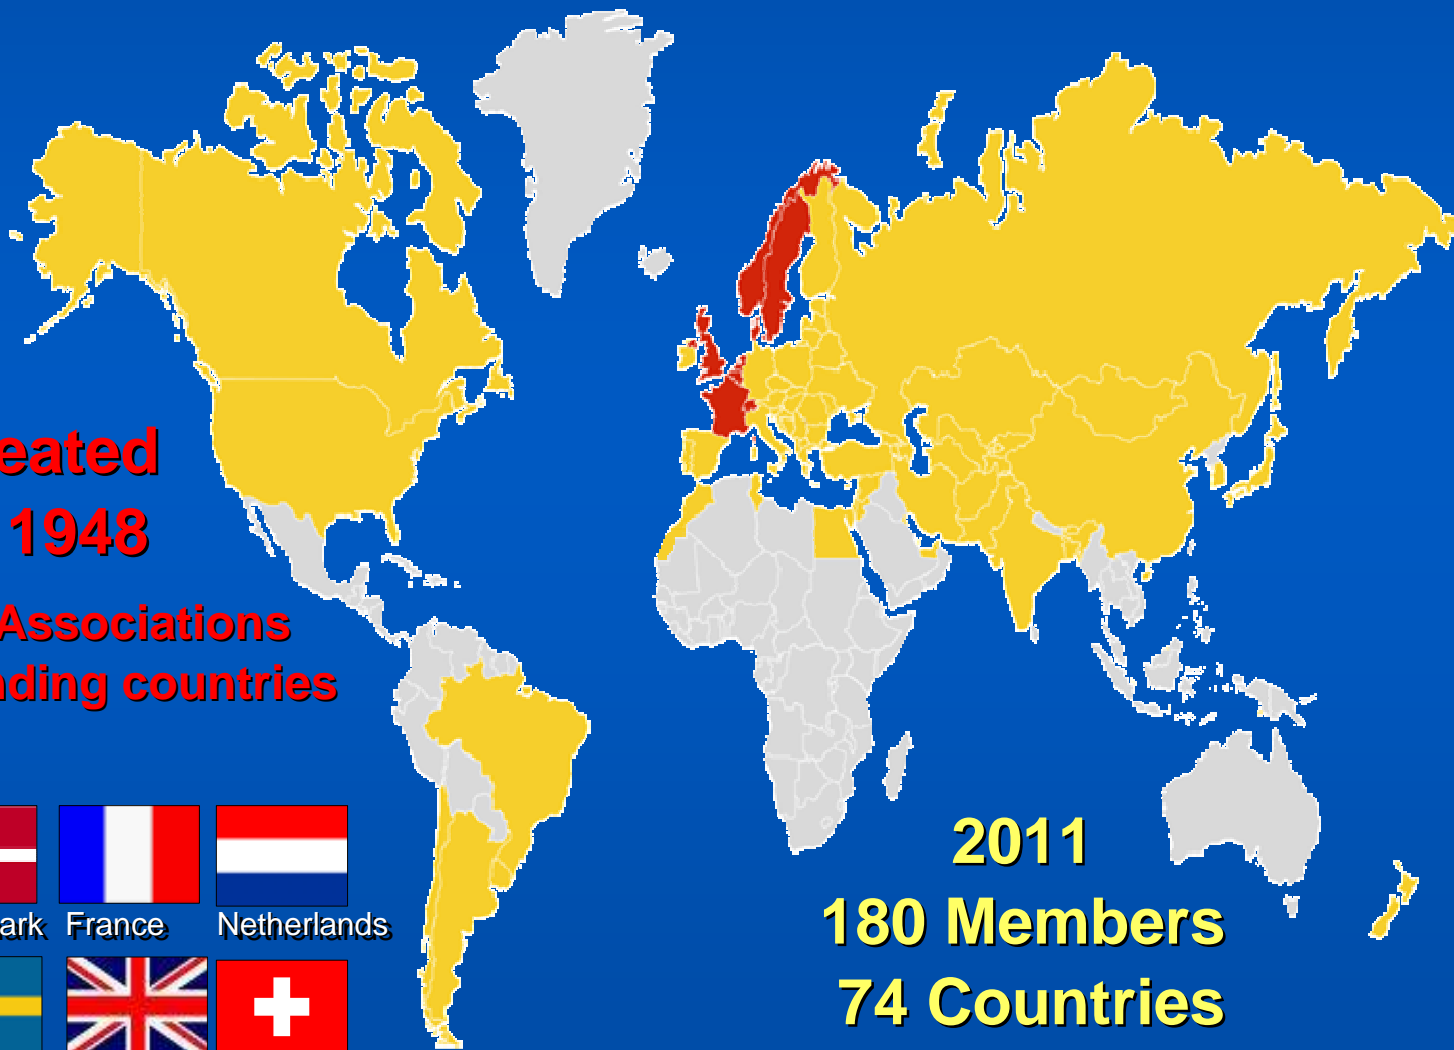 eated
1948
Associations
nding countries
ark France Netherlands
2011
180 Members
74 Countries